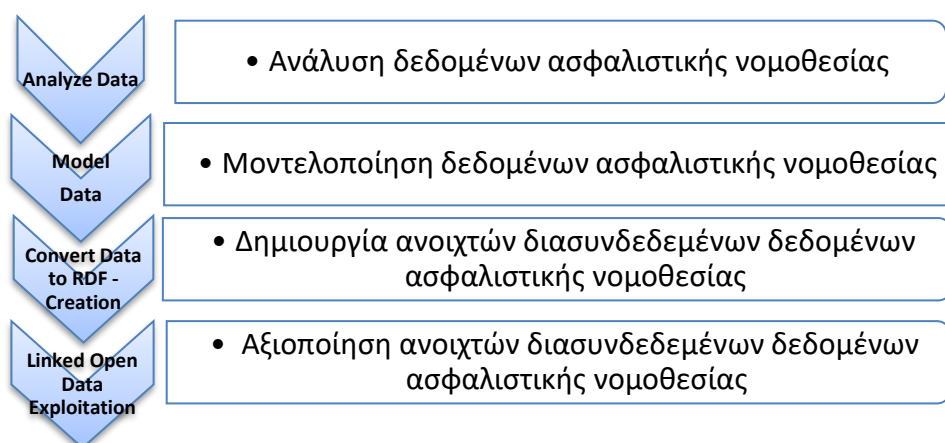 Analyze Data
• Ανάλυση δεδομένων ασφαλιστικής νομοθεσίας
Model
Data
• Μοντελοποίηση δεδομένων ασφαλιστικής νομοθεσίας
Convert Data
to RDF -
Creation
• Δημιουργία ανοιχτών διασυνδεδεμένων δεδομένων
ασφαλιστικής νομοθεσίας
Linked Open
Data
Exploitation
• Αξιοποίηση ανοιχτών διασυνδεδεμένων δεδομένων
ασφαλιστικής νομοθεσίας